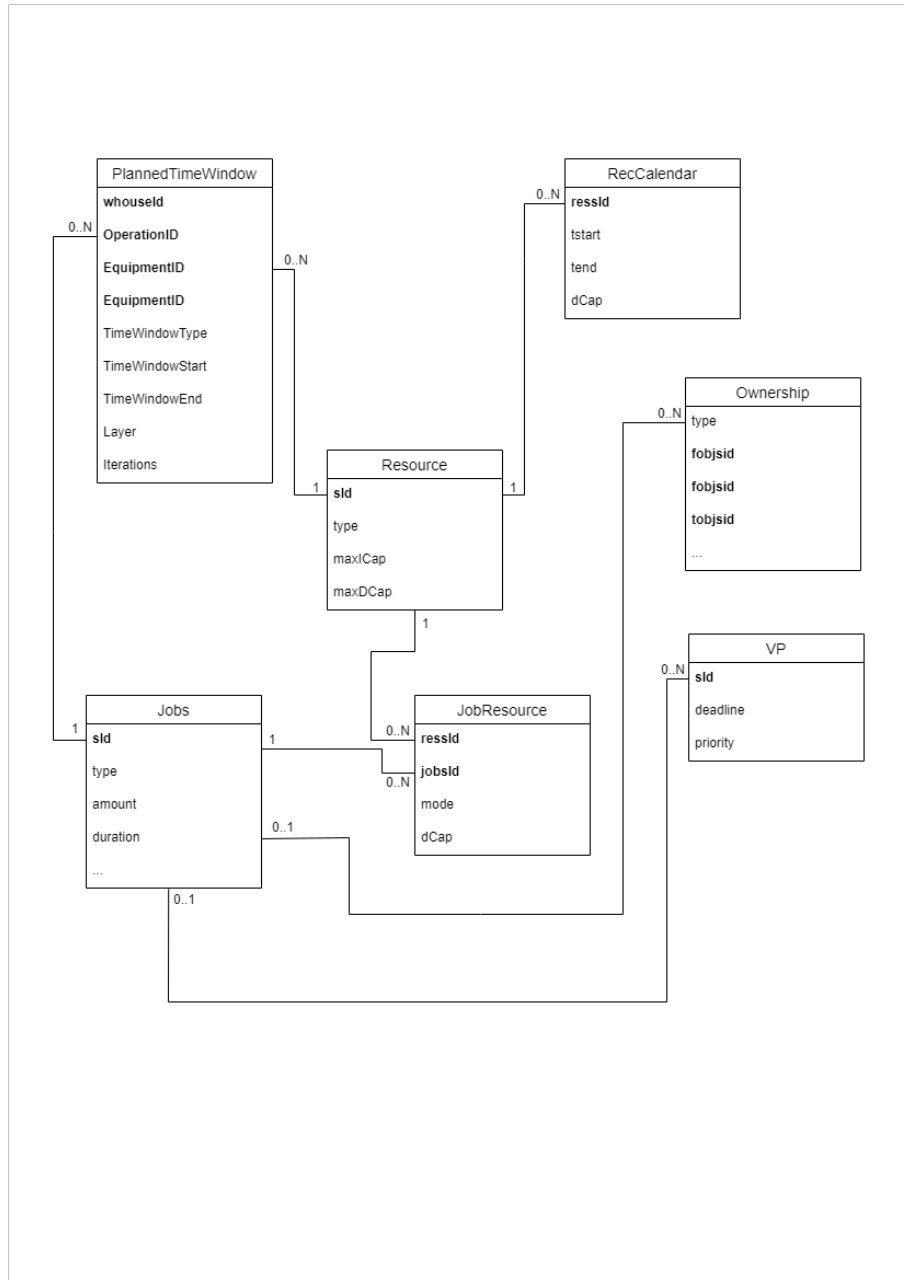 PlannedTimeWindow
whouseId
OperationID
EquipmentID
EquipmentID
TimeWindowType
TimeWindowStart
TimeWindowEnd
Layer
Iterations
0..N
0..N
RecCalendar
ressId
tstart
tend
dCap
0..N
Ownership
type
fobjsid
fobjsid
tobjsid
...
0..N
Resource
sId
type
maxICap
maxDCap
1
1
1
VP
sId
deadline
priority
0..N
Jobs
sId
type
amount
duration
...
1
1
0..1
0..1
JobResource
ressId
jobsId
mode
dCap
0..N
0..N